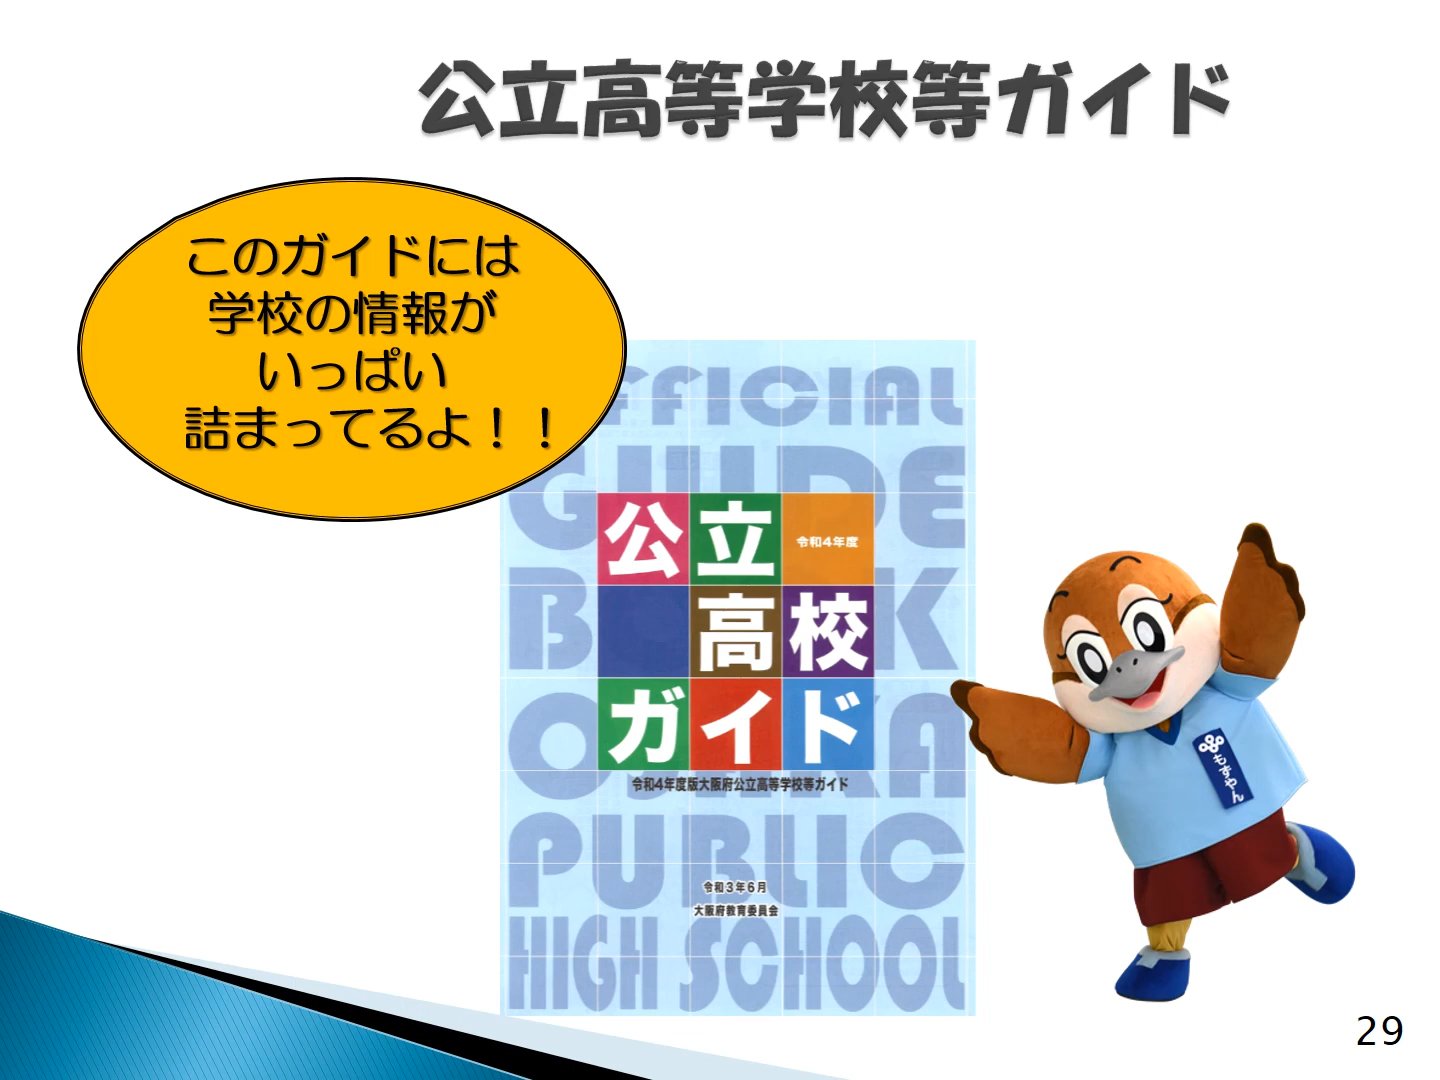 公立高等学校等ガイド
このガイドには
学校の情報が
いっぱい
詰まってるよ！！
FFICIAL
GUIDE
公立
令和4年度
B K
高校
ガイド
令和4年度版大阪府公立高等学校等ガイド
PUBLIC
令和３年６月
大阪府教育委員会
HIGH SCHOOL
もずやん
29